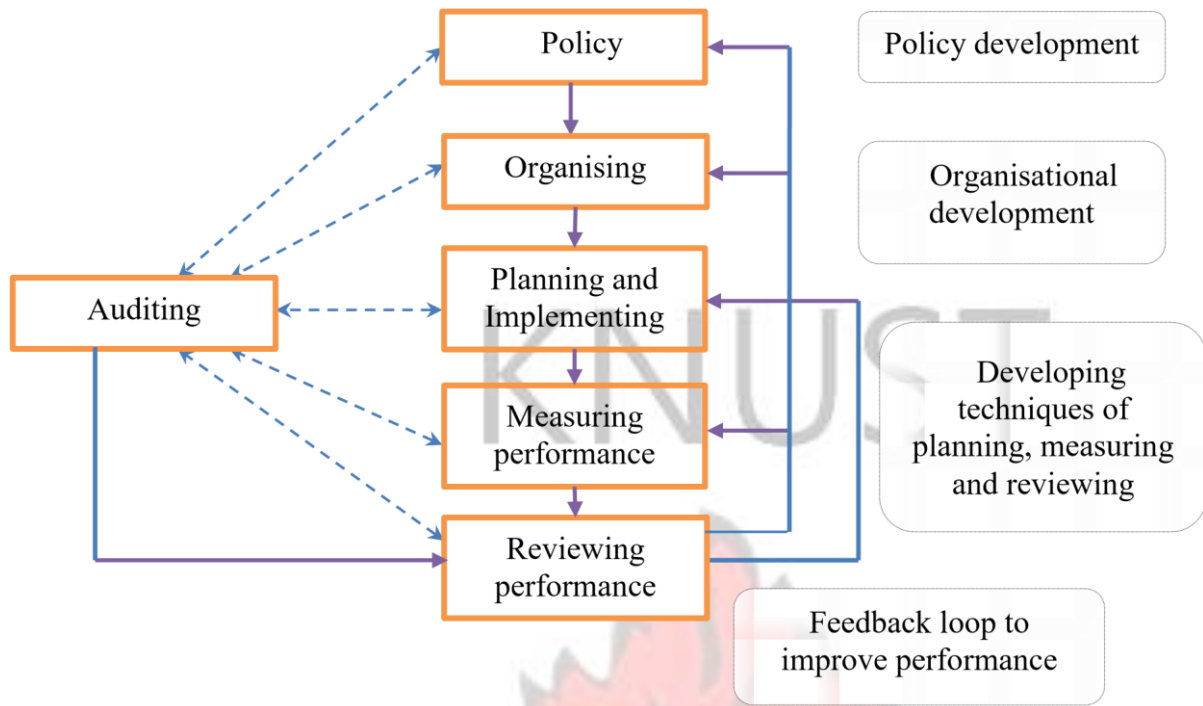 Policy
Policy development
Organising
Organisational
development
Auditing
Planning and
Implementing
KNUST
Developing
techniques of
planning, measuring
and reviewing
Measuring
performance
Reviewing
performance
Feedback loop to
improve performance